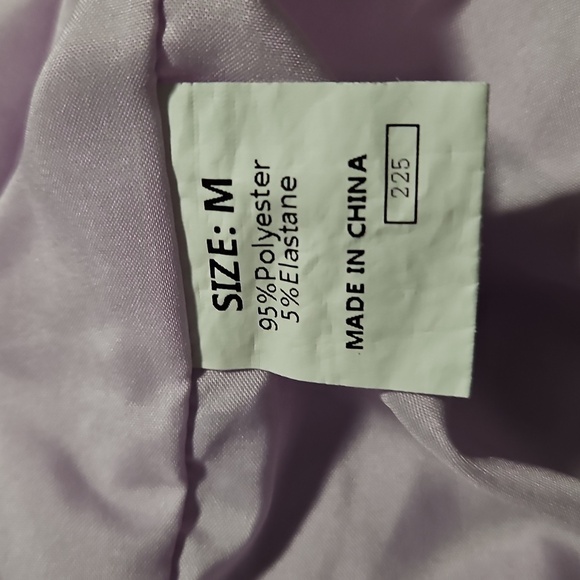 SIZE: M
95%Polyester
5%Elastane
MADE IN CHINA
225